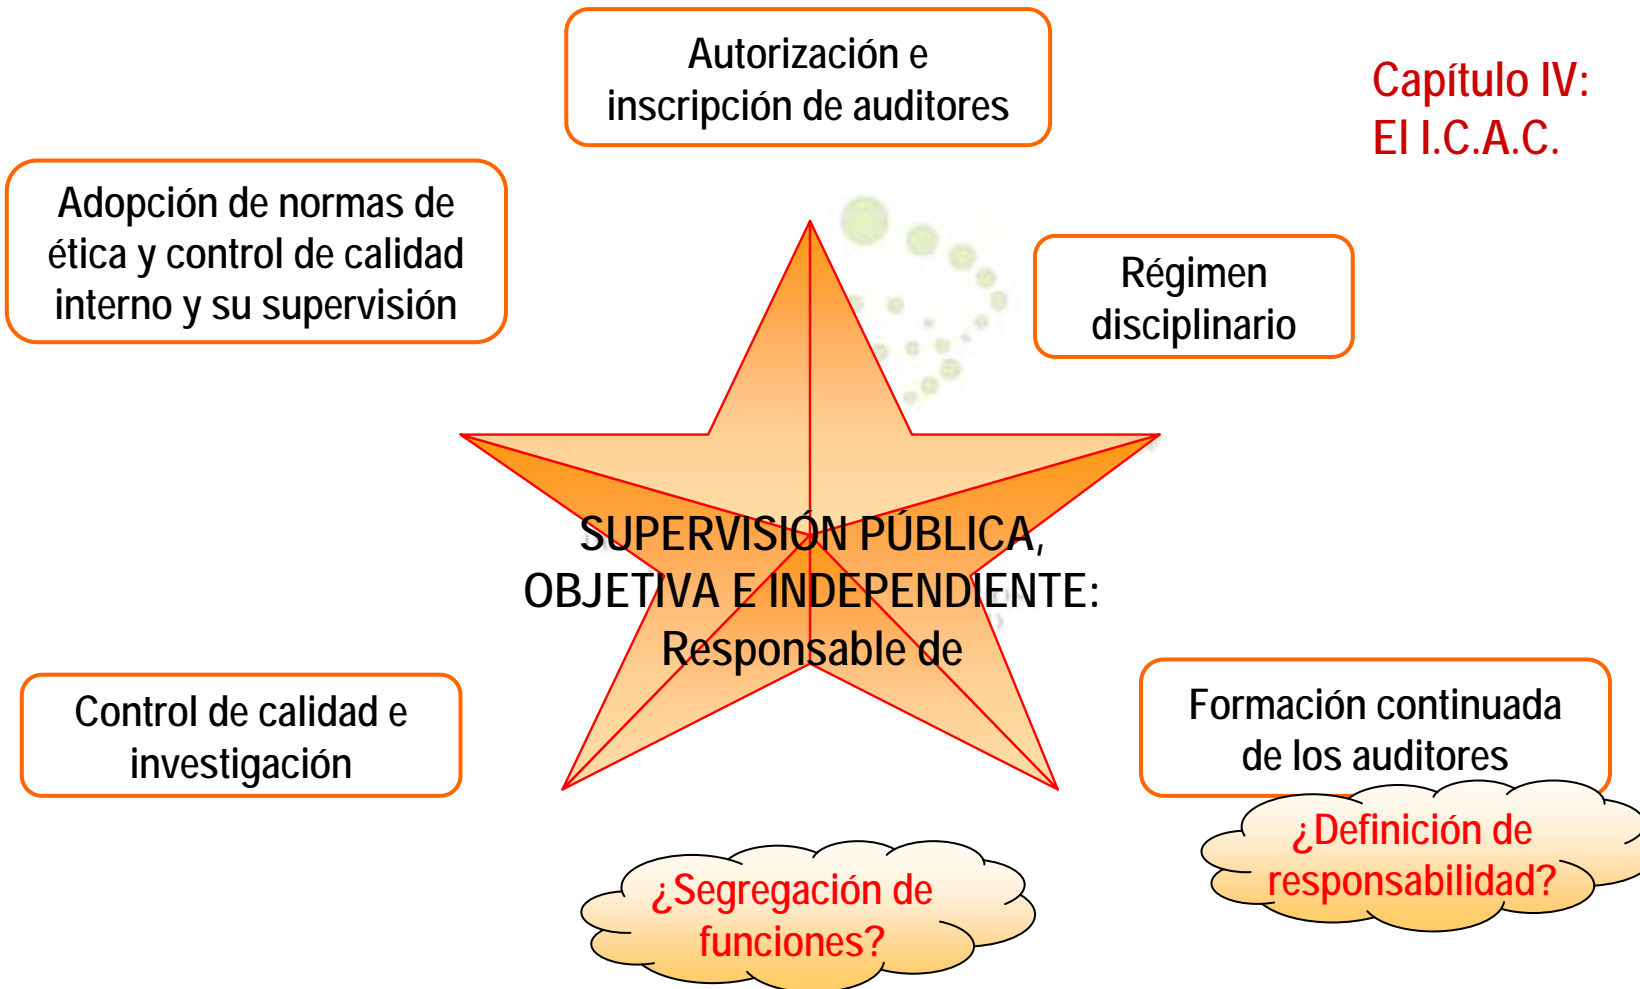 Autorización e
inscripción de auditores
Capítulo IV:
El I.C.A.C.
Adopción de normas de
ética y control de calidad
interno y su supervisión
Régimen
disciplinario
SUPERVISIÓN PÚBLICA,
OBJETIVA E INDEPENDIENTE:
Responsable de
Control de calidad e
investigación
Formación continuada
de los auditores
¿Definición de
responsabilidad?
¿Segregación de
funciones?